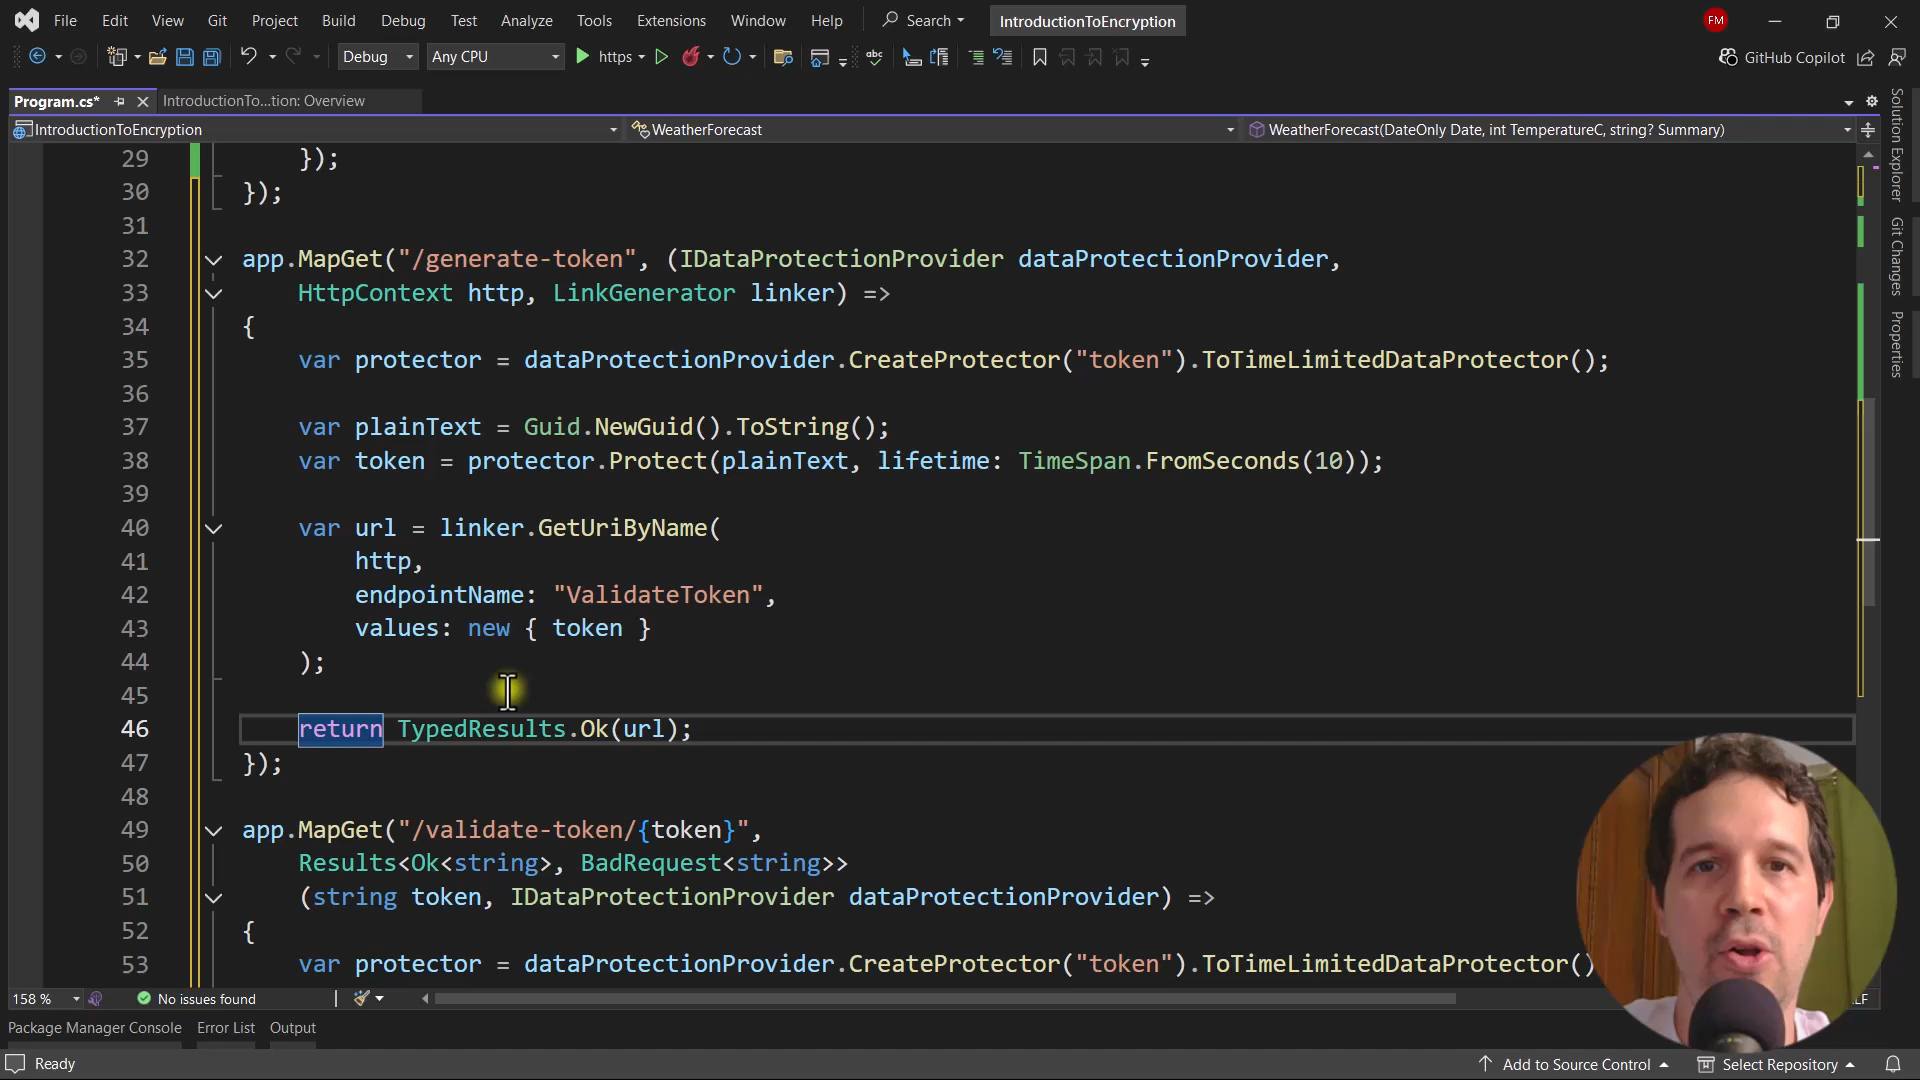 File Edit View Git Project Build Debug Test Analyze Tools Extensions Window Help Search IntroductionToEncryption FM
Debug Any CPU https GitHub Copilot
Program.cs* IntroductionTo...tion: Overview
IntroductionToEncryption WeatherForecast WeatherForecast(DateOnly Date, int TemperatureC, string? Summary)
29 });
30 });
31
32 app.MapGet("/generate-token", (IDataProtectionProvider dataProtectionProvider,
33 HttpContext http, LinkGenerator linker) =>
34 {
35 var protector = dataProtectionProvider.CreateProtector("token").ToTimeLimitedDataProtector();
36
37 var plainText = Guid.NewGuid().ToString();
38 var token = protector.Protect(plainText, lifetime: TimeSpan.FromSeconds(10));
39
40 var url = linker.GetUriByName(
41 http,
42 endpointName: "ValidateToken",
43 values: new { token }
44 );
45
46 return TypedResults.Ok(url);
47 });
48
49 app.MapGet("/validate-token/{token}",
50 Results<Ok<string>, BadRequest<string>>
51 (string token, IDataProtectionProvider dataProtectionProvider) =>
52 {
53 var protector = dataProtectionProvider.CreateProtector("token").ToTimeLimitedDataProtector()
158 % No issues found LF
Package Manager Console Error List Output
Ready Add to Source Control Select Repository
Solution Explorer
Git Changes
Properties